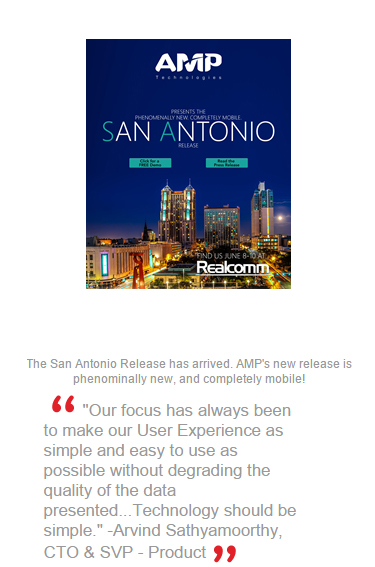 AMP
Technologies
PRESENTS THE
PHENOMENALLY NEW. COMPLETELY MOBILE.
SAN ANTONIO
RELEASE
Click for a
FREE Demo
Read the
Press Release
FIND US JUNE 8-10 AT
Realcomm
The San Antonio Release has arrived. AMP's new release is
phenominally new, and completely mobile!
“ "Our focus has always been
to make our User Experience as
simple and easy to use as
possible without degrading the
quality of the data
presented...Technology should be
simple." -Arvind Sathyamoorthy,
CTO & SVP - Product ”